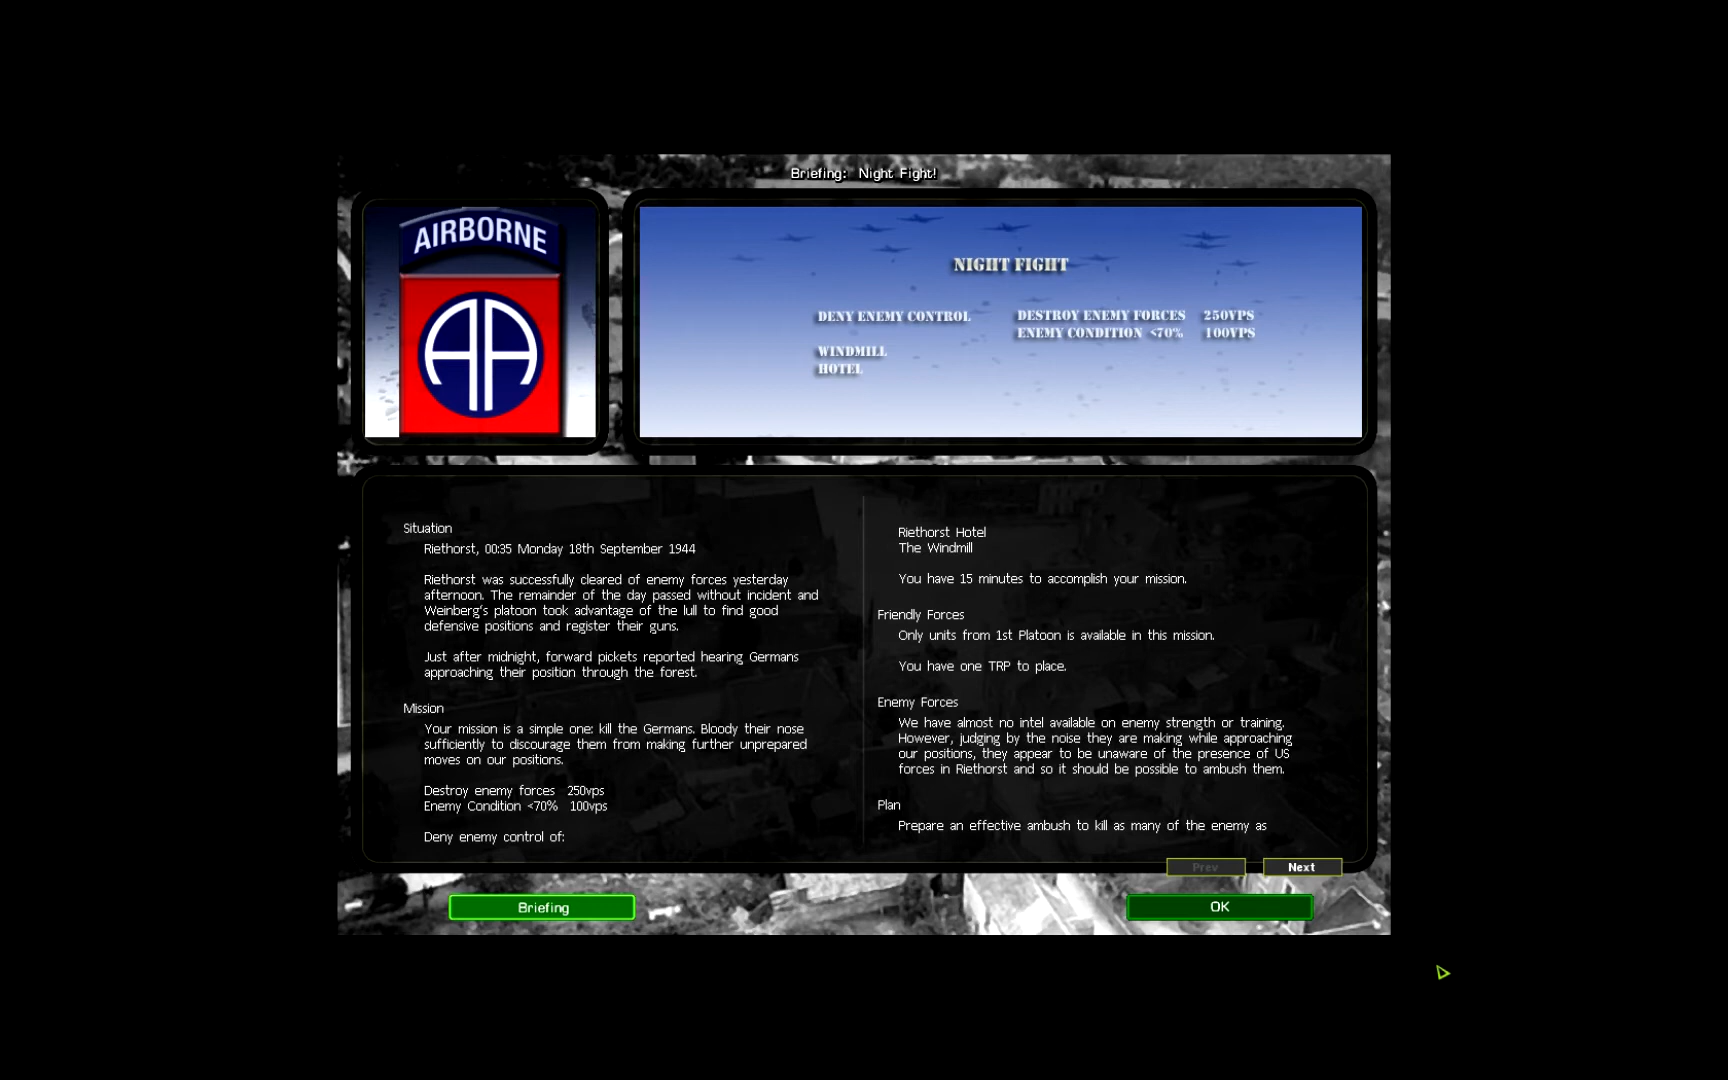 Briefing: Night Fight!
AIRBORNE
AA
NIGHT FIGHT
DENY ENEMY CONTROL
WINDMILL
HOTEL
DESTROY ENEMY FORCES 250VPS
ENEMY CONDITION <70% 100VPS
Situation
Riethorst, 00:35 Monday 18th September 1944
Riethorst was successfully cleared of enemy forces yesterday
afternoon. The remainder of the day passed without incident and
Weinberg's platoon took advantage of the lull to find good
defensive positions and register their guns.
Just after midnight, forward pickets reported hearing Germans
approaching their position through the forest.
Mission
Your mission is a simple one: kill the Germans. Bloody their nose
sufficiently to discourage them from making further unprepared
moves on our positions.
Destroy enemy forces 250vps
Enemy Condition <70% 100vps
Deny enemy control of:
Riethorst Hotel
The Windmill
You have 15 minutes to accomplish your mission.
Friendly Forces
Only units from 1st Platoon is available in this mission.
You have one TRP to place.
Enemy Forces
We have almost no intel available on enemy strength or training.
However, judging by the noise they are making while approaching
our positions, they appear to be unaware of the presence of US
forces in Riethorst and so it should be possible to ambush them.
Plan
Prepare an effective ambush to kill as many of the enemy as
Prev
Next
Briefing
OK